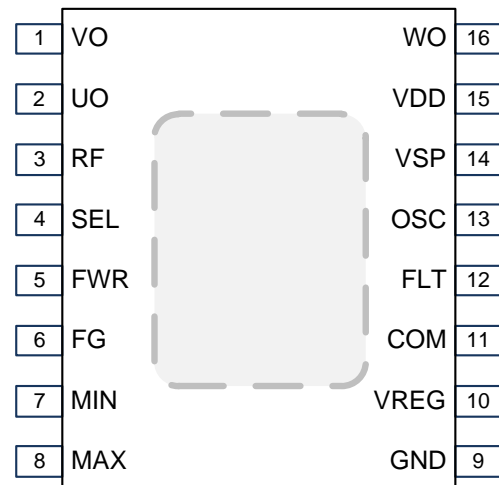 1 VO WO 16
2 UO VDD 15
3 RF VSP 14
4 SEL OSC 13
5 FWR FLT 12
6 FG COM 11
7 MIN VREG 10
8 MAX GND 9